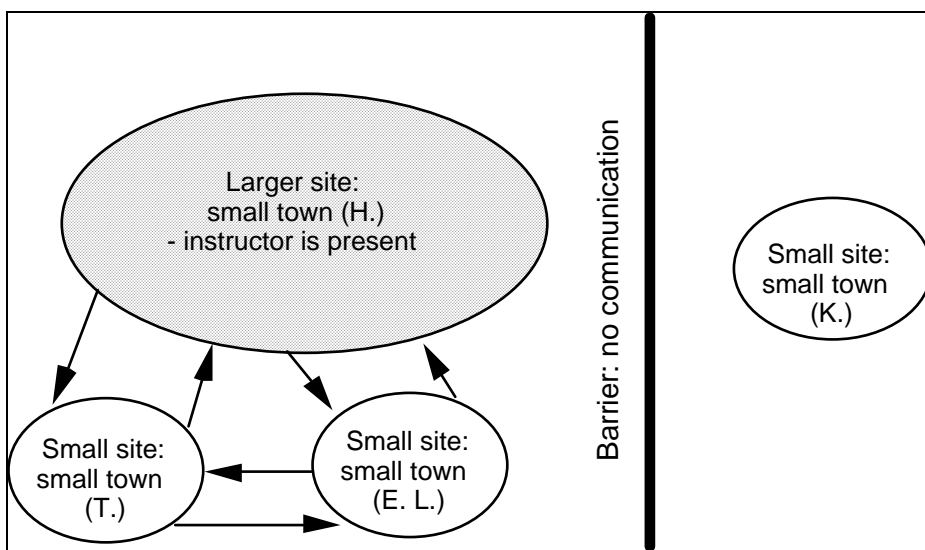 Larger site:
small town (H.)
- instructor is present
Small site:
small town
(T.)
Small site:
small town
(E. L.)
Barrier: no communication
Small site:
small town
(K.)